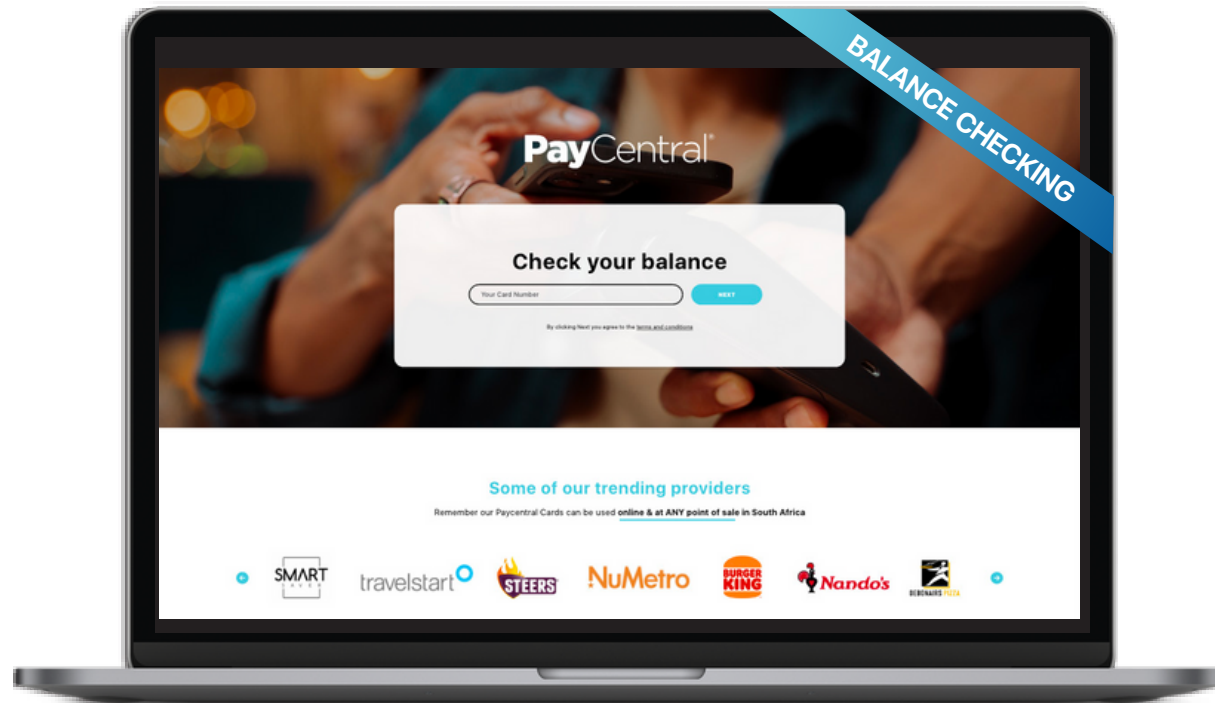 BALANCE CHECKING
PayCentral®
Check your balance
Your Card Number
NEXT
By clicking Next you agree to the terms and conditions
Some of our trending providers
Remember our Paycentral Cards can be used online & at ANY point of sale in South Africa
SMART
travelstart
STEERS
NuMetro
BURGER
KING
Nando's
DEBONAIRS PIZZA